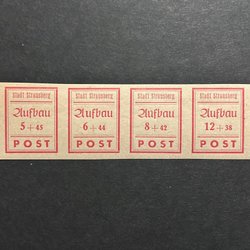 Stadt Strausberg
Aufbau
5 + 45
POST
Stadt Strausberg
Aufbau
6 + 44
POST
Stadt Strausberg
Aufbau
8 + 42
POST
Stadt Strausberg
Aufbau
12 + 38
POST